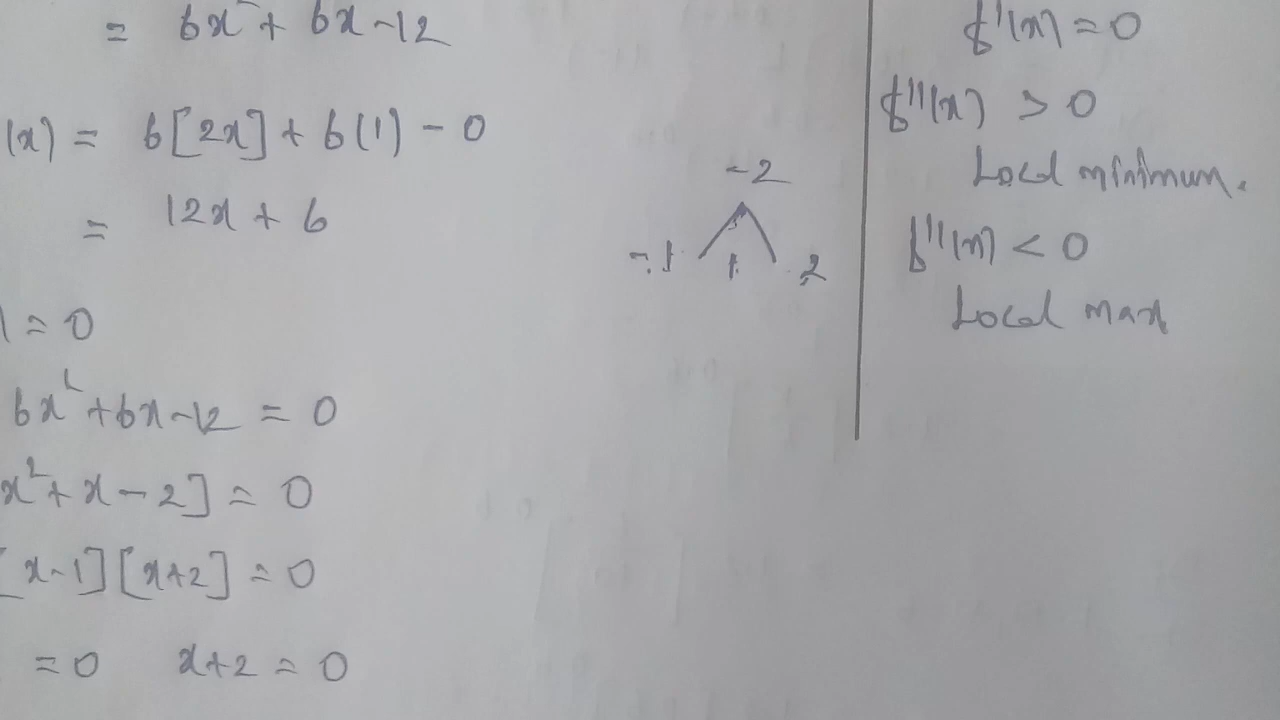 = 6x² + 6x - 12
(x) = 6[2x] + 6(1) - 0
= 12x + 6
= 0
6x² + 6x - 12 = 0
x² + x - 2] = 0
[x-1][x+2] = 0
= 0 x+2 = 0
-2
-1 1 2
f'(x) = 0
f''(x) > 0
Local minimum.
f''(x) < 0
Local max